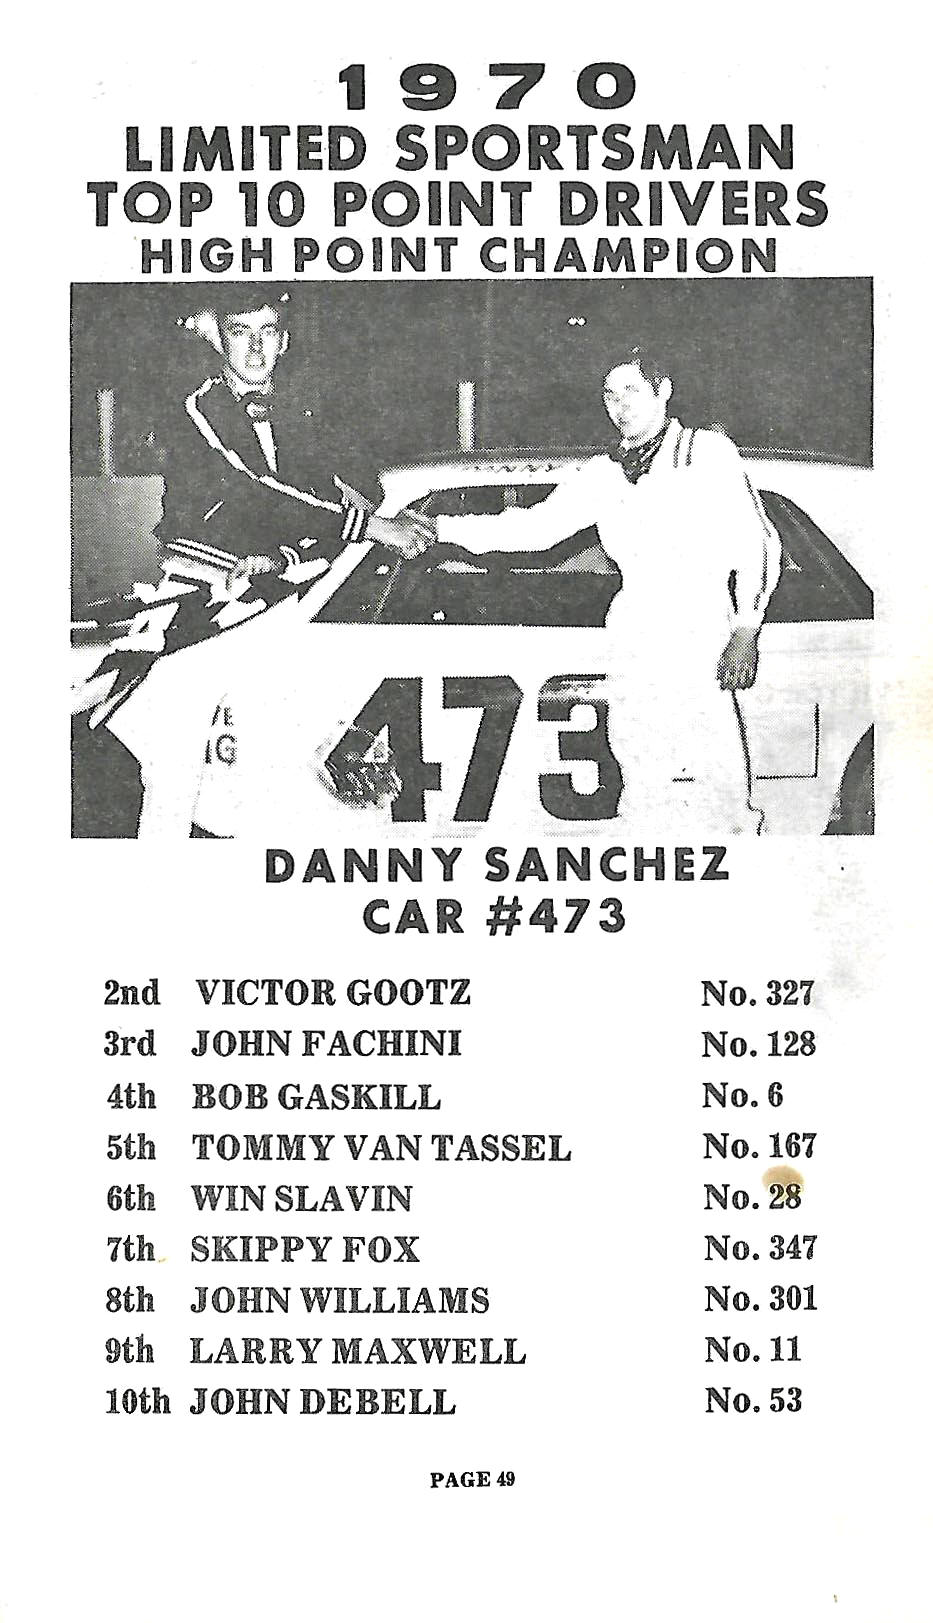 1970
LIMITED SPORTSMAN
TOP 10 POINT DRIVERS
HIGH POINT CHAMPION
473
DANNY SANCHEZ
CAR #473
2nd VICTOR GOOTZ No. 327
3rd JOHN FACHINI No. 128
4th BOB GASKILL No. 6
5th TOMMY VAN TASSEL No. 167
6th WIN SLAVIN No. 28
7th SKIPPY FOX No. 347
8th JOHN WILLIAMS No. 301
9th LARRY MAXWELL No. 11
10th JOHN DEBELL No. 53
PAGE 49